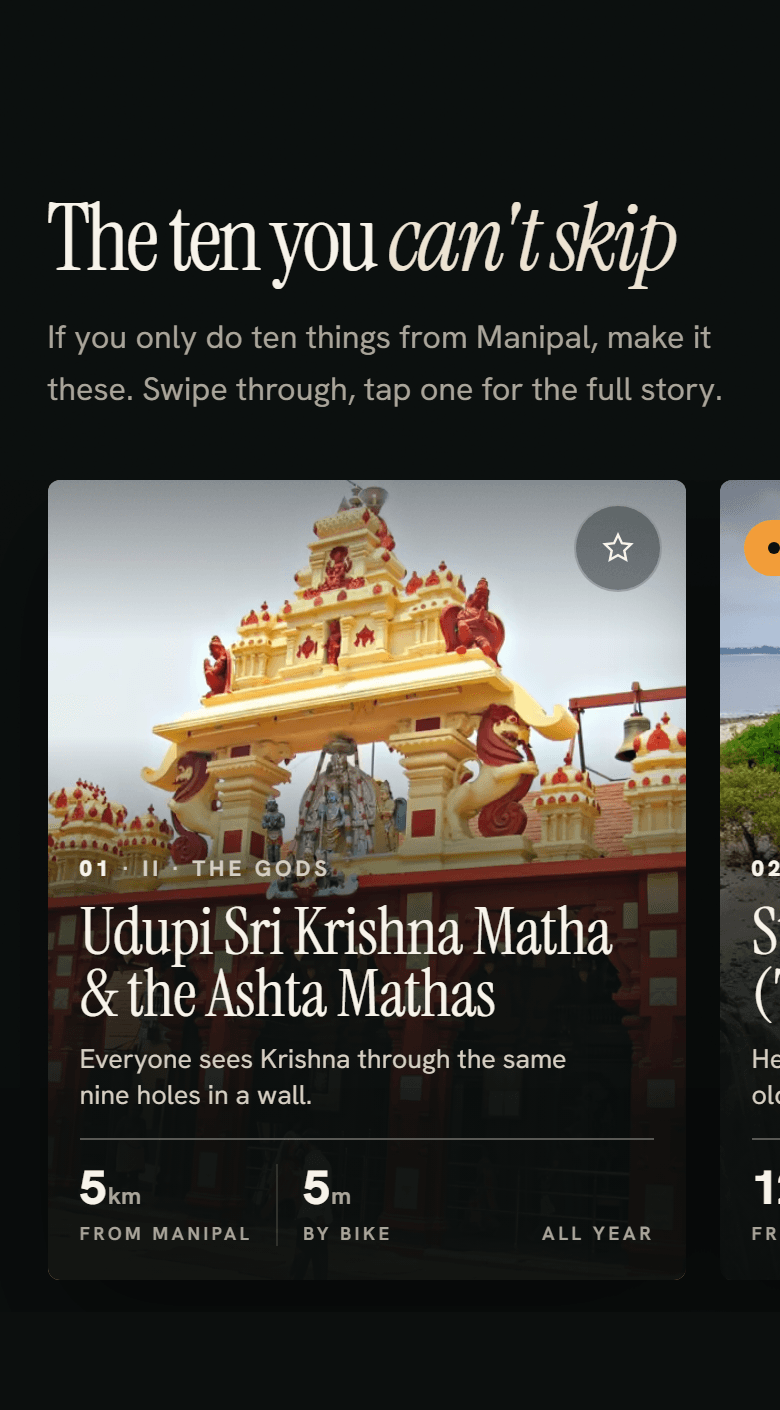 The ten you can't skip
If you only do ten things from Manipal, make it
these. Swipe through, tap one for the full story.
01 · II · THE GODS
Udupi Sri Krishna Matha
& the Ashta Mathas
Everyone sees Krishna through the same
nine holes in a wall.
5km
FROM MANIPAL
5m
BY BIKE
ALL YEAR
02